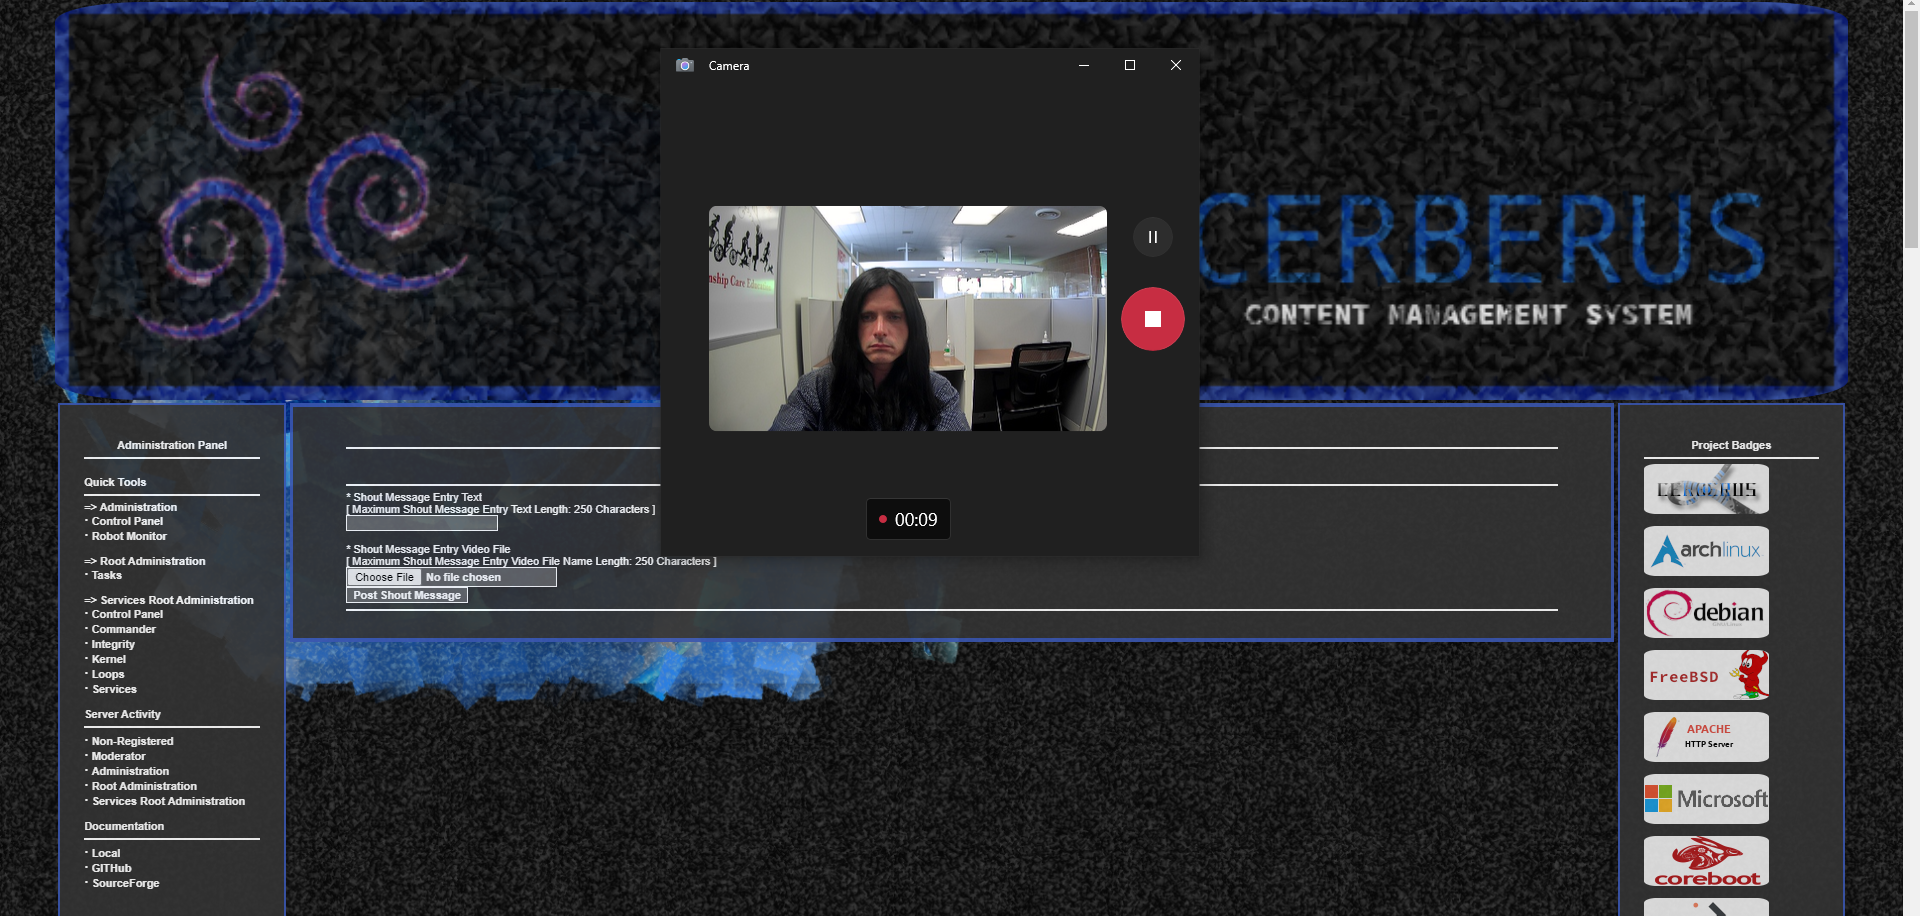 Camera
CERBERUS
CONTENT MANAGEMENT SYSTEM
nship Care Educa
00:09
Administration Panel
Quick Tools
=> Administration
· Control Panel
· Robot Monitor
=> Root Administration
· Tasks
=> Services Root Administration
· Control Panel
· Commander
· Integrity
· Kernel
· Loops
· Services
Server Activity
· Non-Registered
· Moderator
· Administration
· Root Administration
· Services Root Administration
Documentation
· Local
· GITHub
· SourceForge
* Shout Message Entry Text
[ Maximum Shout Message Entry Text Length: 250 Characters ]
* Shout Message Entry Video File
[ Maximum Shout Message Entry Video File Name Length: 250 Characters ]
Choose File No file chosen
Post Shout Message
Project Badges
CERBERUS
archlinux
debian
FreeBSD
APACHE
HTTP Server
Microsoft
coreboot